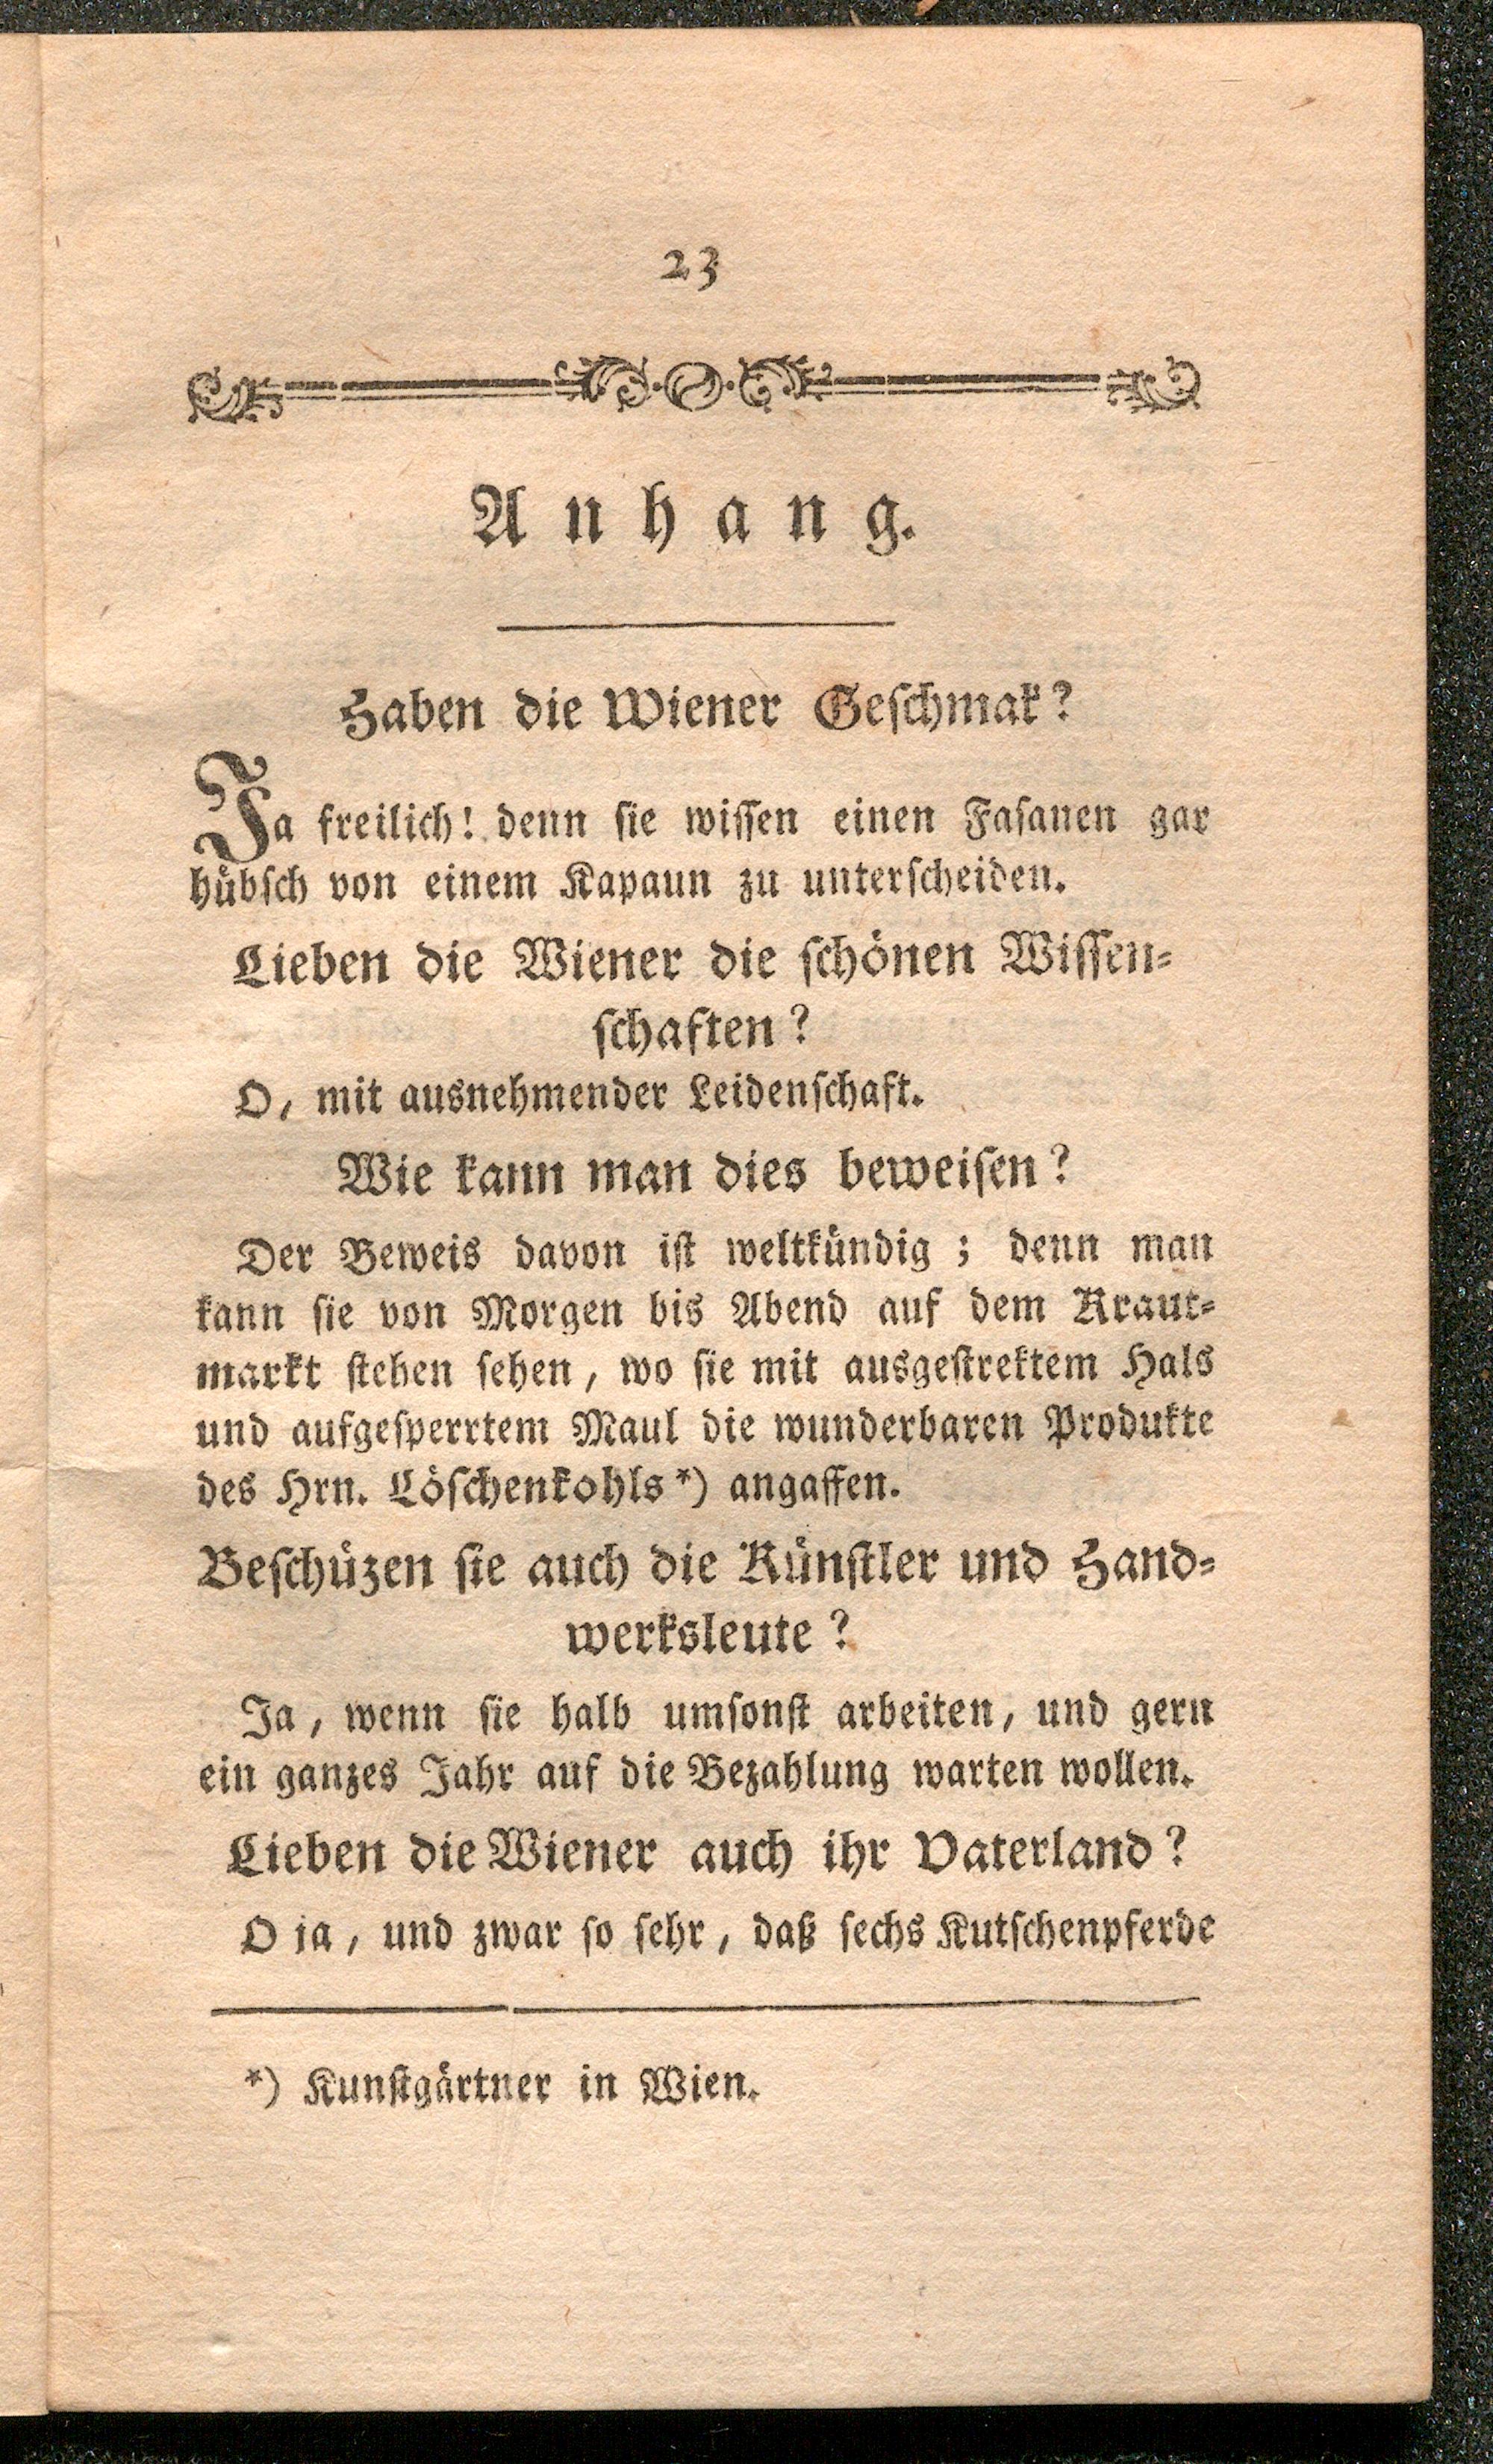 23
Anhang.
Haben die Wiener Geschmak?
Ja freilich! denn sie wissen einen Fasanen gar
hübsch von einem Kapaun zu unterscheiden.
Lieben die Wiener die schönen Wissen-
schaften?
O, mit ausnehmender Leidenschaft.
Wie kann man dies beweisen?
Der Beweis davon ist weltkündig; denn man
kann sie von Morgen bis Abend auf dem Kraut-
markt stehen sehen, wo sie mit ausgestrektem Hals
und aufgesperrtem Maul die wunderbaren Produkte
des Hrn. Löschenkohls*) angaffen.
Beschüzen sie auch die Künstler und Hand-
werksleute?
Ja, wenn sie halb umsonst arbeiten, und gern
ein ganzes Jahr auf die Bezahlung warten wollen.
Lieben die Wiener auch ihr Vaterland?
O ja, und zwar so sehr, daß sechs Kutschenpferde
*) Kunstgärtner in Wien.